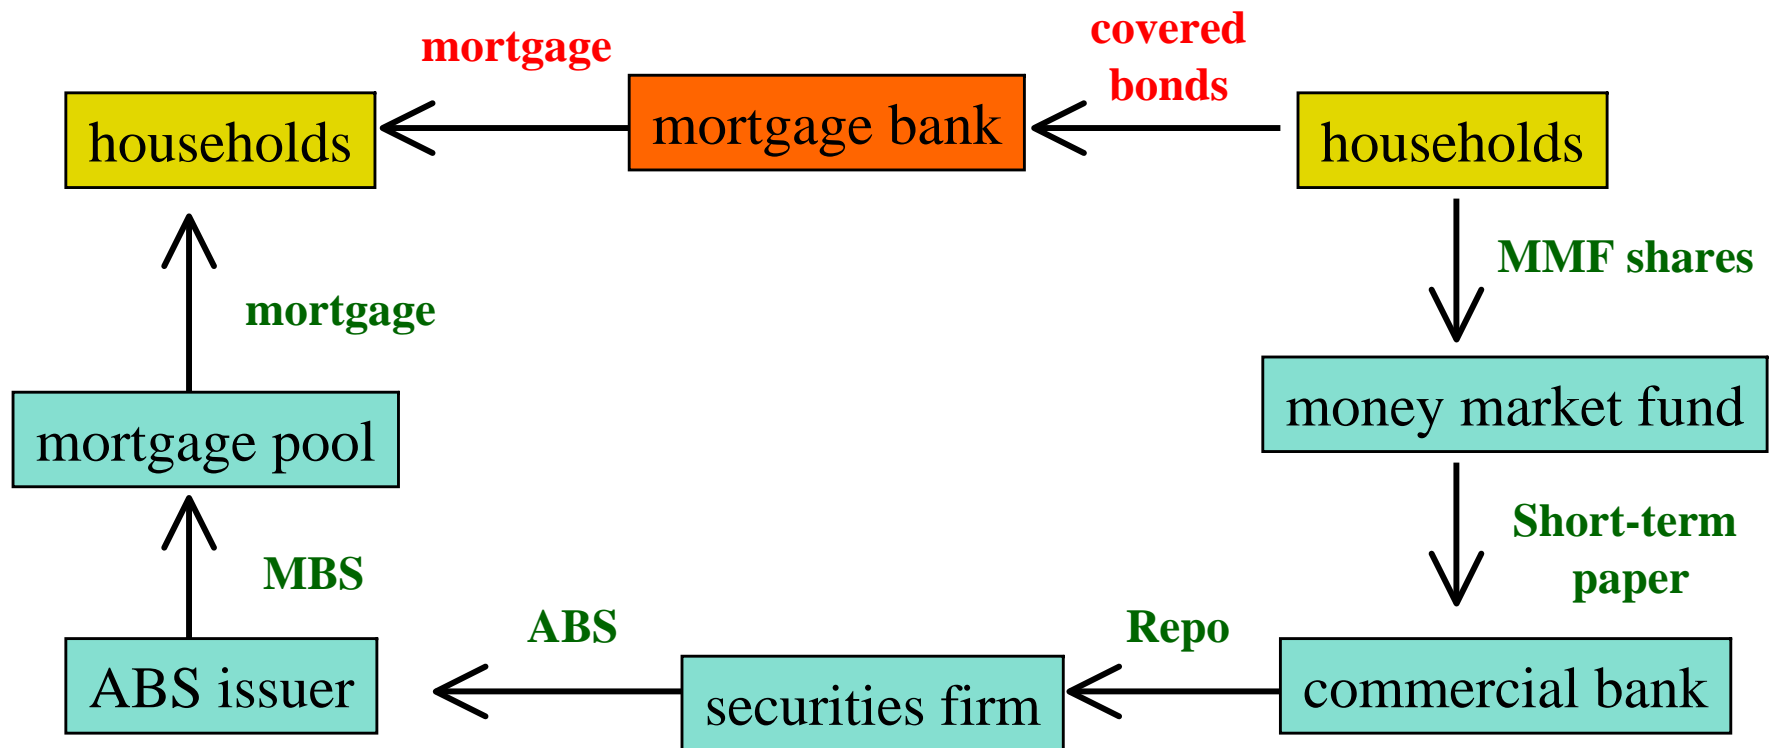 mortgage
covered
bonds
households
mortgage bank
households
MMF shares
mortgage
money market fund
mortgage pool
Short-term
paper
MBS
ABS
Repo
ABS issuer
securities firm
commercial bank